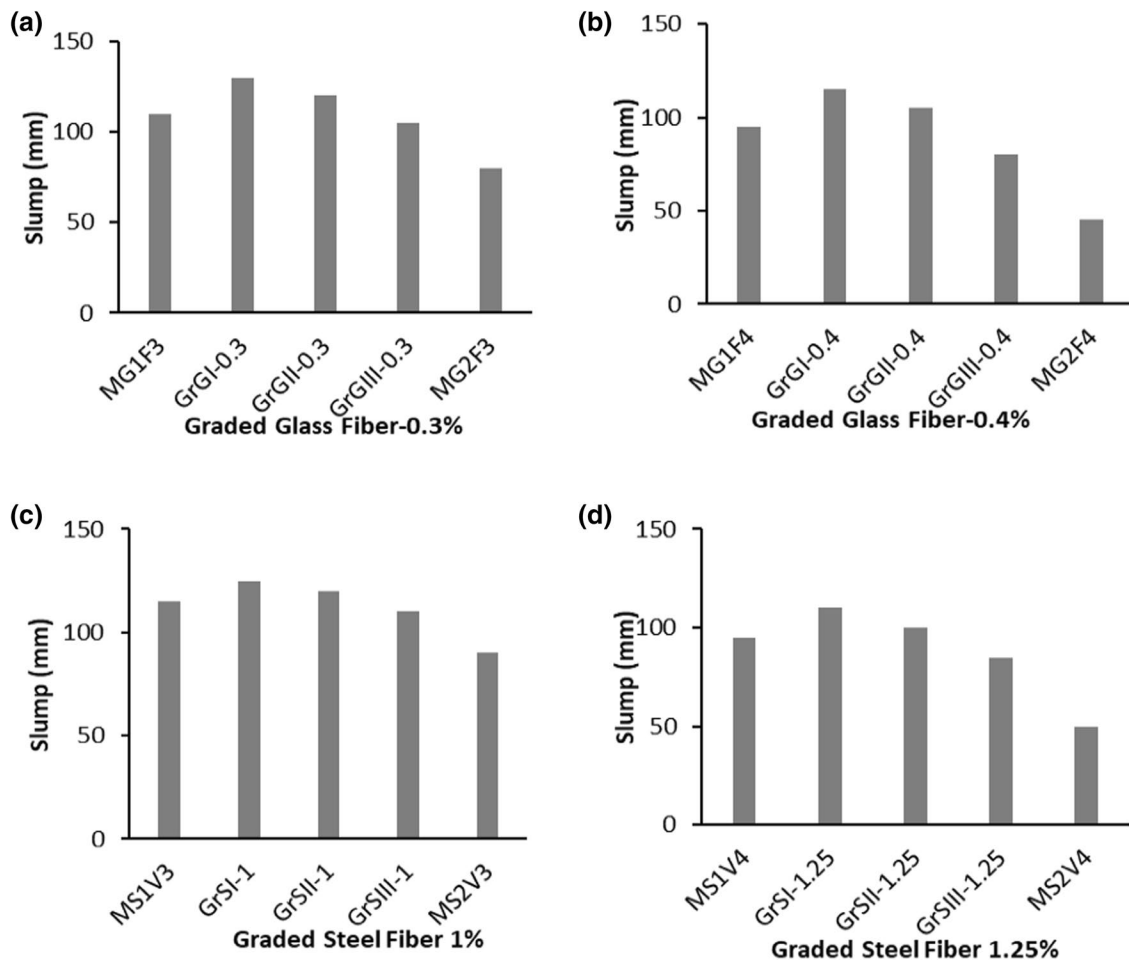 (a)
150
100
50
0
Slump (mm)
MG1F3
GrGI-0.3
GrGII-0.3
GrGIII-0.3
MG2F3
Graded Glass Fiber-0.3%
(b)
150
100
50
0
Slump (mm)
MG1F4
GrGI-0.4
GrGII-0.4
GrGIII-0.4
MG2F4
Graded Glass Fiber-0.4%
(c)
150
100
50
0
Slump (mm)
MS1V3
GrSI-1
GrSII-1
GrSIII-1
MS2V3
Graded Steel Fiber 1%
(d)
150
100
50
0
Slump (mm)
MS1V4
GrSI-1.25
GrSII-1.25
GrSIII-1.25
MS2V4
Graded Steel Fiber 1.25%